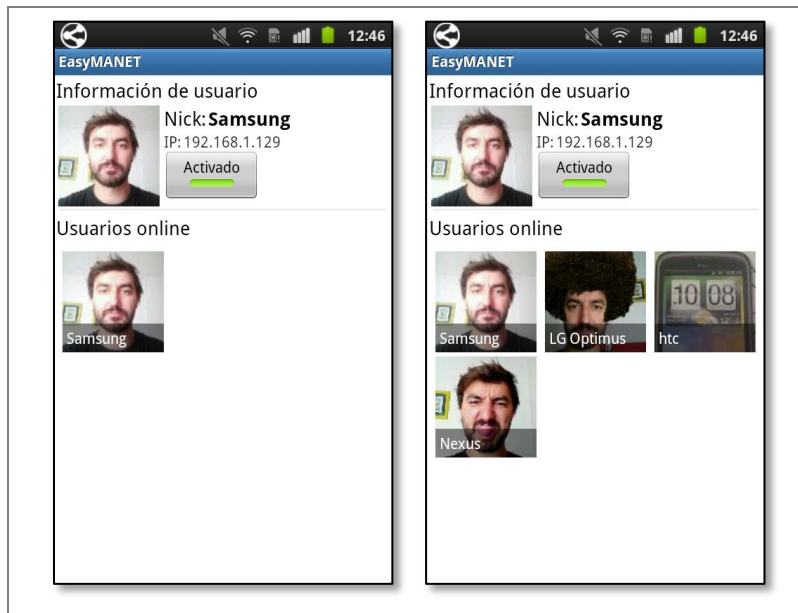 12:46
EasyMANET
Información de usuario
Nick: Samsung
IP: 192.168.1.129
Activado
Usuarios online
Samsung
12:46
EasyMANET
Información de usuario
Nick: Samsung
IP: 192.168.1.129
Activado
Usuarios online
10 08
Samsung LG Optimus htc
Nexus